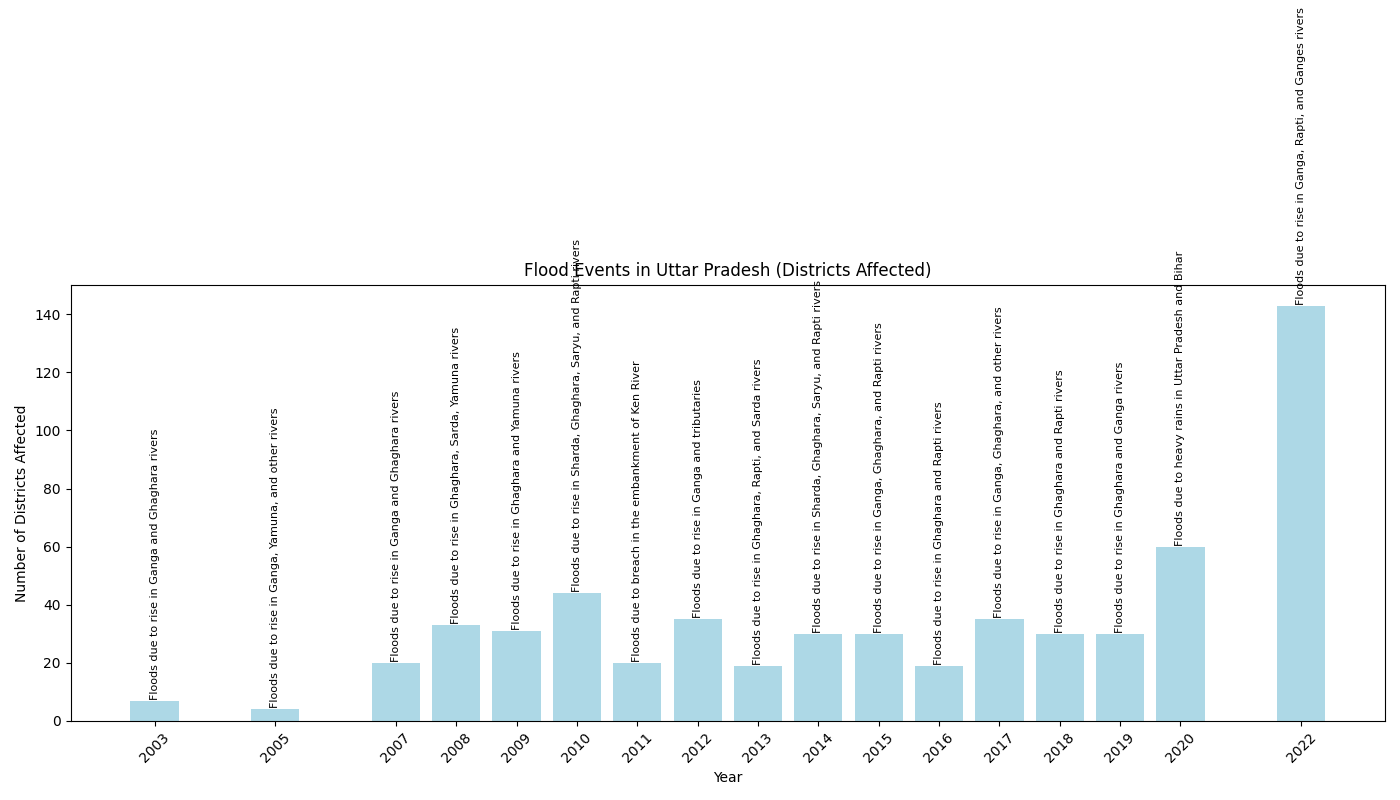 Flood Events in Uttar Pradesh (Districts Affected)
Number of Districts Affected
140
120
100
80
60
40
20
0
Floods due to rise in Ganga and Ghaghara rivers
Floods due to rise in Ganga, Yamuna, and other rivers
Floods due to rise in Ganga and Ghaghara rivers
Floods due to rise in Ghaghara, Sarda, Yamuna rivers
Floods due to rise in Ghaghara and Yamuna rivers
Floods due to rise in Sharda, Ghaghara, Saryu, and Rapti rivers
Floods due to breach in the embankment of Ken River
Floods due to rise in Ganga and tributaries
Floods due to rise in Ghaghara, Rapti, and Sarda rivers
Floods due to rise in Sharda, Ghaghara, Saryu, and Rapti rivers
Floods due to rise in Ganga, Ghaghara, and Rapti rivers
Floods due to rise in Ghaghara and Rapti rivers
Floods due to rise in Ganga, Ghaghara, and other rivers
Floods due to rise in Ghaghara and Rapti rivers
Floods due to rise in Ghaghara and Ganga rivers
Floods due to heavy rains in Uttar Pradesh and Bihar
Floods due to rise in Ganga, Rapti, and Ganges rivers
2003
2005
2007
2008
2009
2010
2011
2012
2013
2014
2015
2016
2017
2018
2019
2020
2022
Year